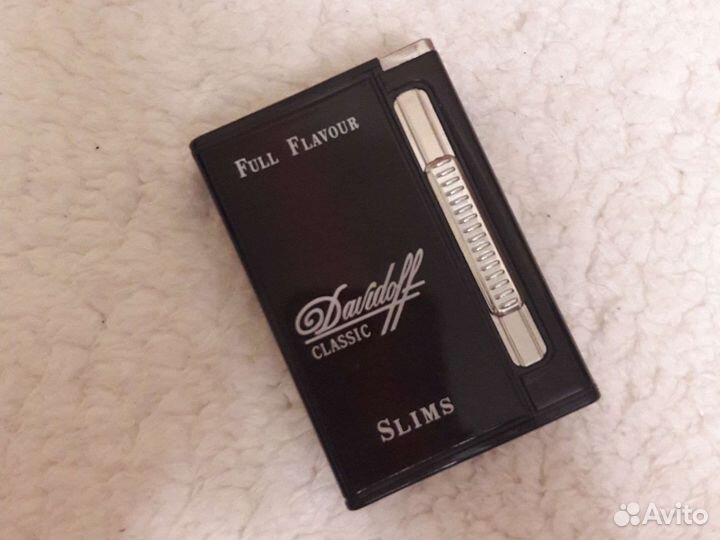 FULL FLAVOUR
Davidoff
CLASSIC
SLIMS
Avito